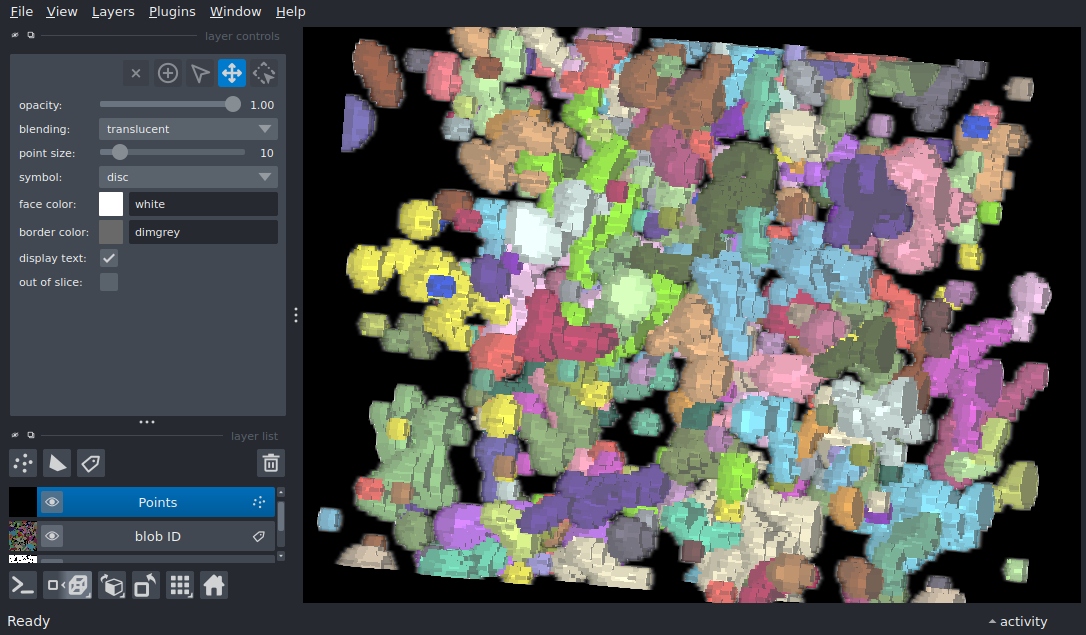 File View Layers Plugins Window Help
layer controls
opacity: 1.00
blending: translucent
point size: 10
symbol: disc
face color: white
border color: dimgrey
display text:
out of slice:
layer list
Points
blob ID
Ready
activity